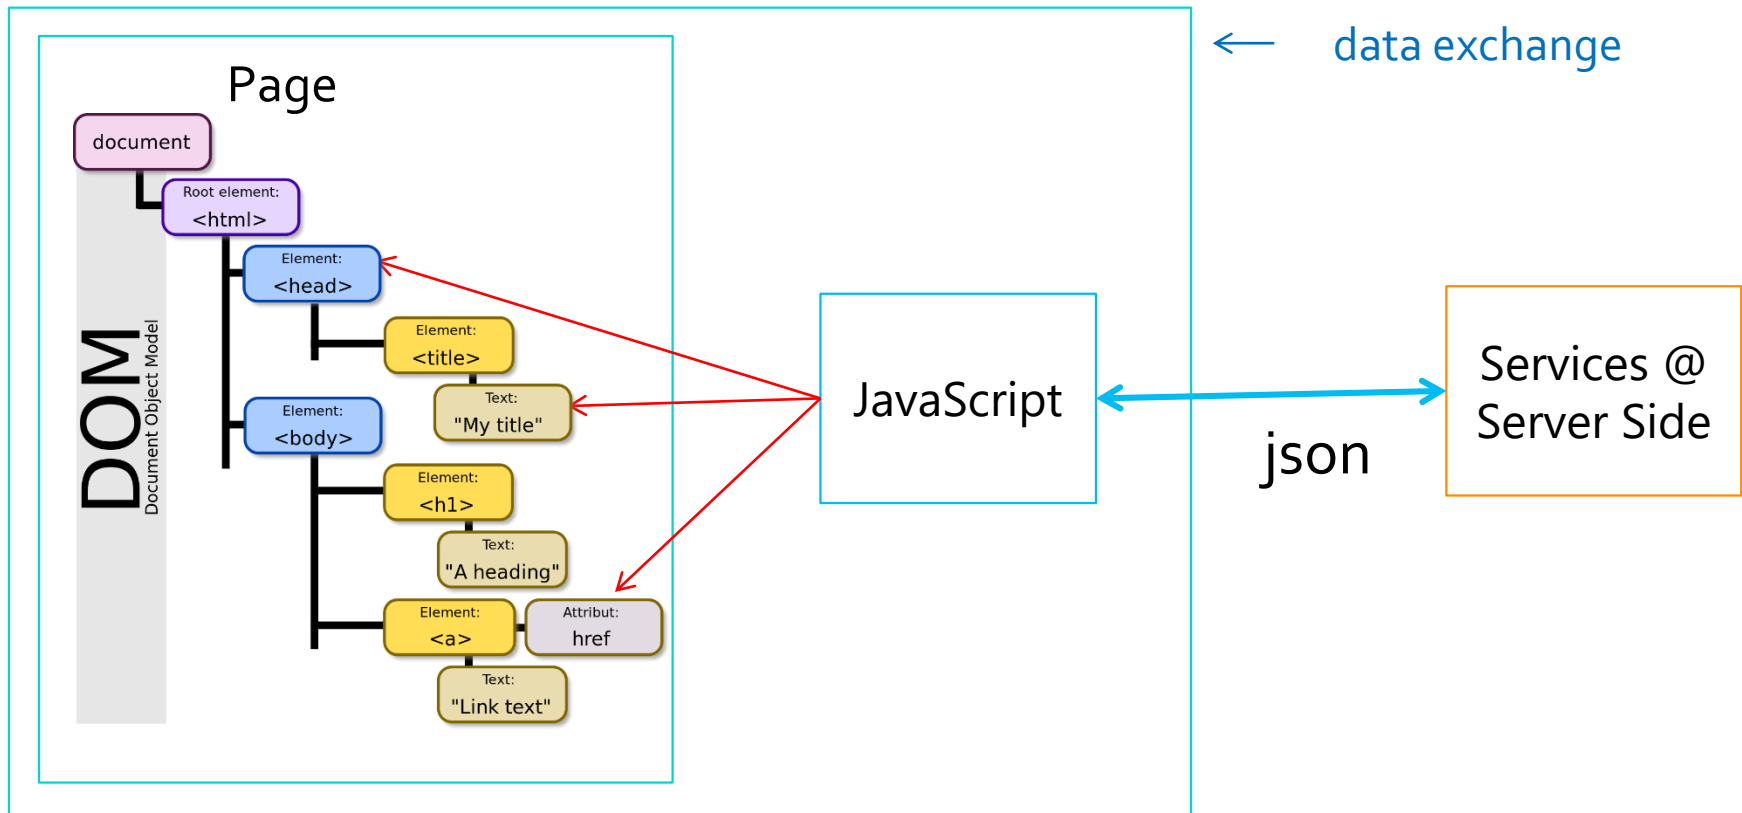 data exchange
Page
document
Root element:
<html>
Element:
<head>
Element:
<title>
Text:
"My title"
Element:
<body>
Element:
<h1>
Text:
"A heading"
Element:
<a>
Attribut:
href
Text:
"Link text"
DOM
Document Object Model
JavaScript
json
Services @
Server Side